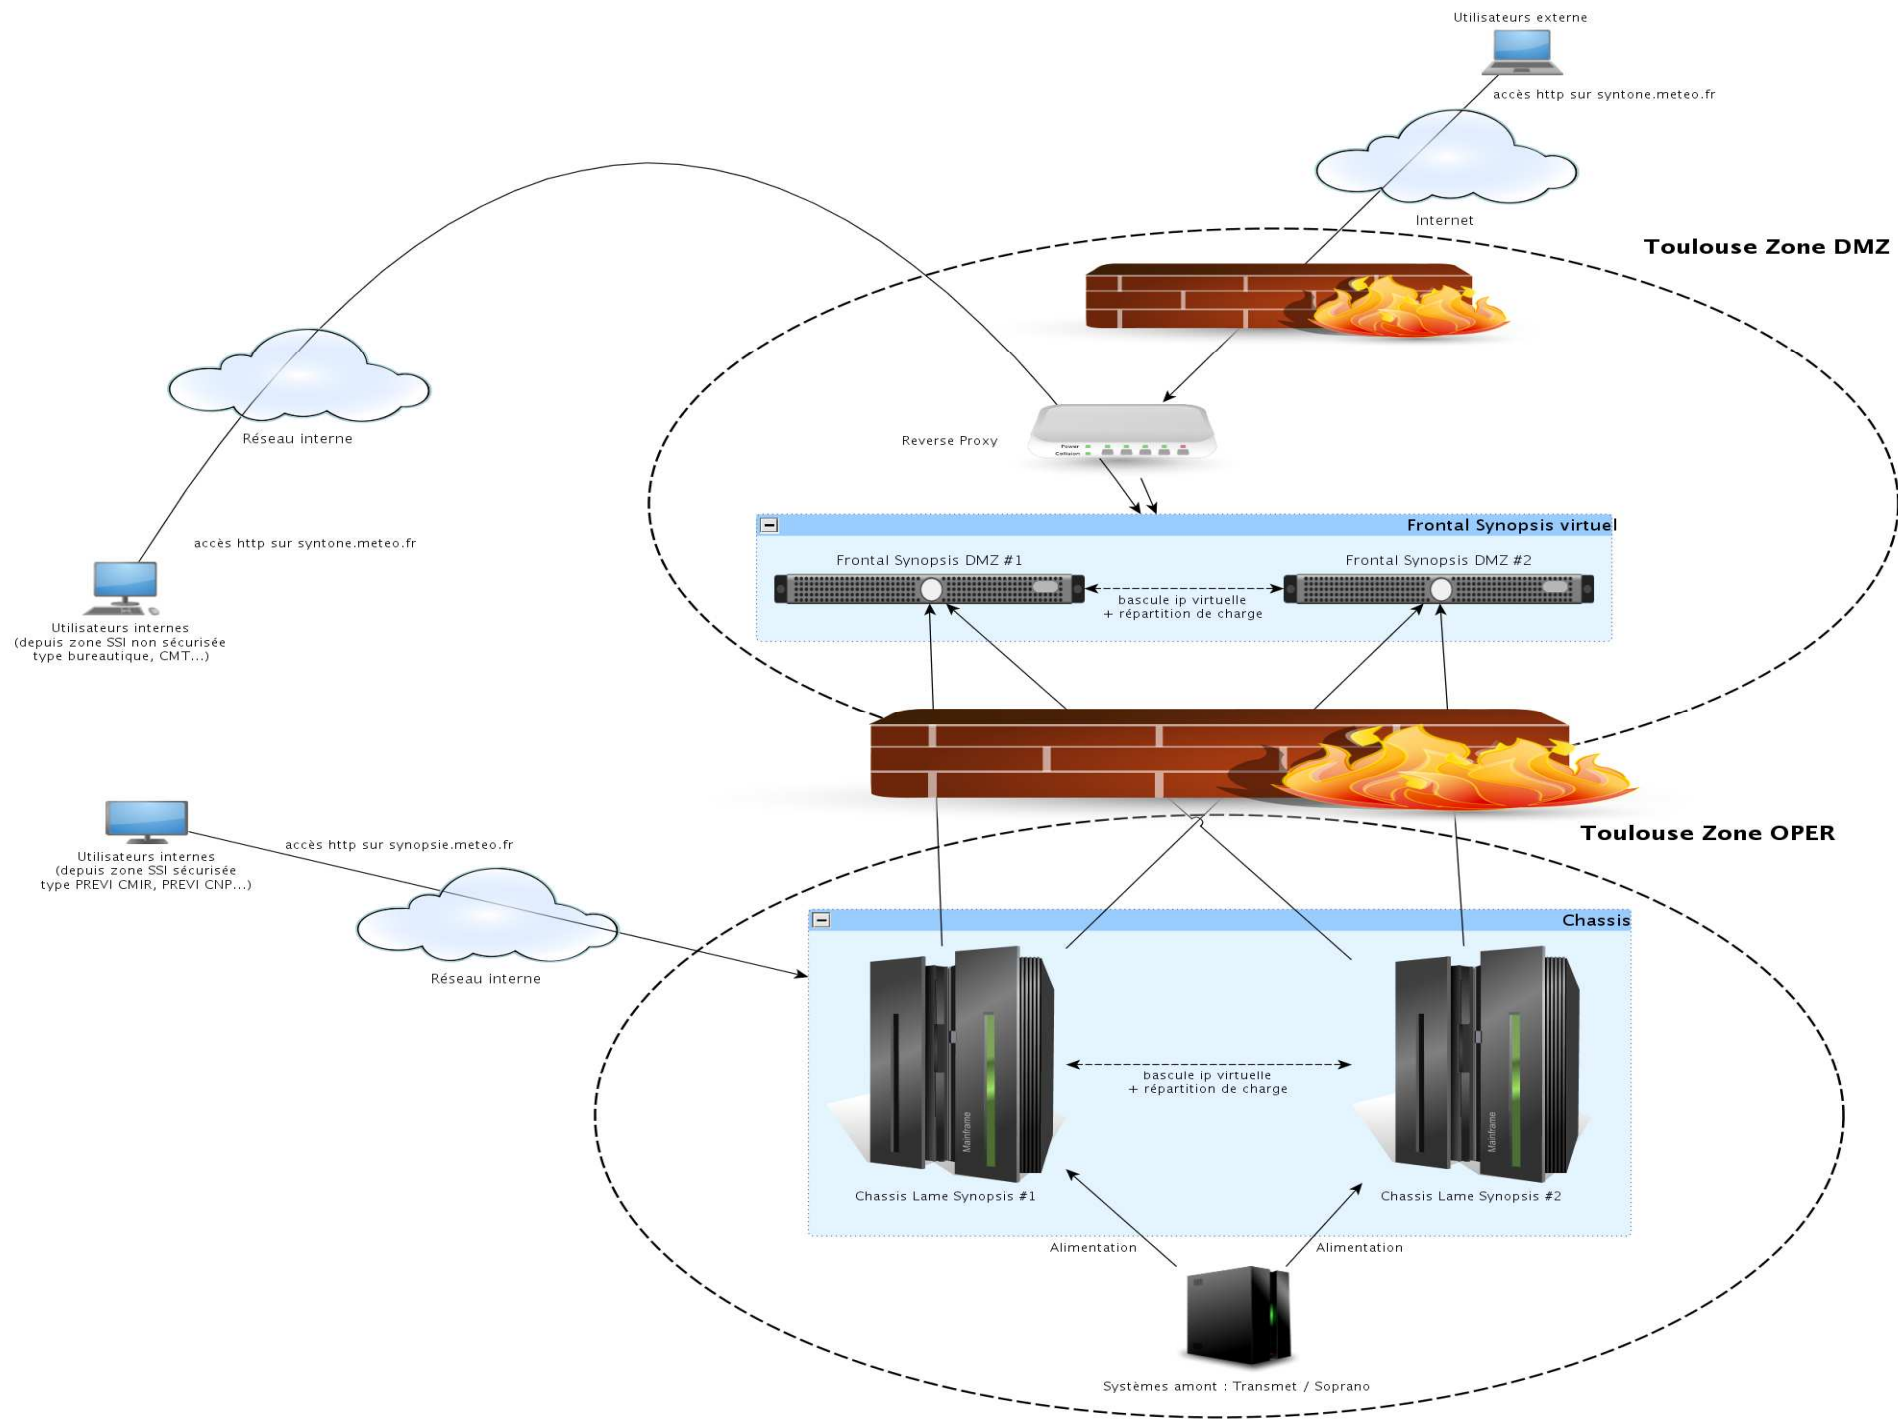 Utilisateurs externe
accès http sur syntone.meteo.fr
Internet
Toulouse Zone DMZ
Réseau interne
Reverse Proxy
Power
Collision
accès http sur syntone.meteo.fr
Frontal Synopsis virtuel
Frontal Synopsis DMZ #1
Frontal Synopsis DMZ #2
bascule ip virtuelle
+ répartition de charge
Utilisateurs internes
(depuis zone SSI non sécurisée
type bureautique, CMT...)
Toulouse Zone OPER
accès http sur synopsie.meteo.fr
Utilisateurs internes
(depuis zone SSI sécurisée
type PREVI CMIR, PREVI CNP...)
Réseau interne
Chassis
bascule ip virtuelle
+ répartition de charge
Mainframe
Mainframe
Chassis Lame Synopsis #1
Chassis Lame Synopsis #2
Alimentation
Alimentation
Systèmes amont : Transmet / Soprano